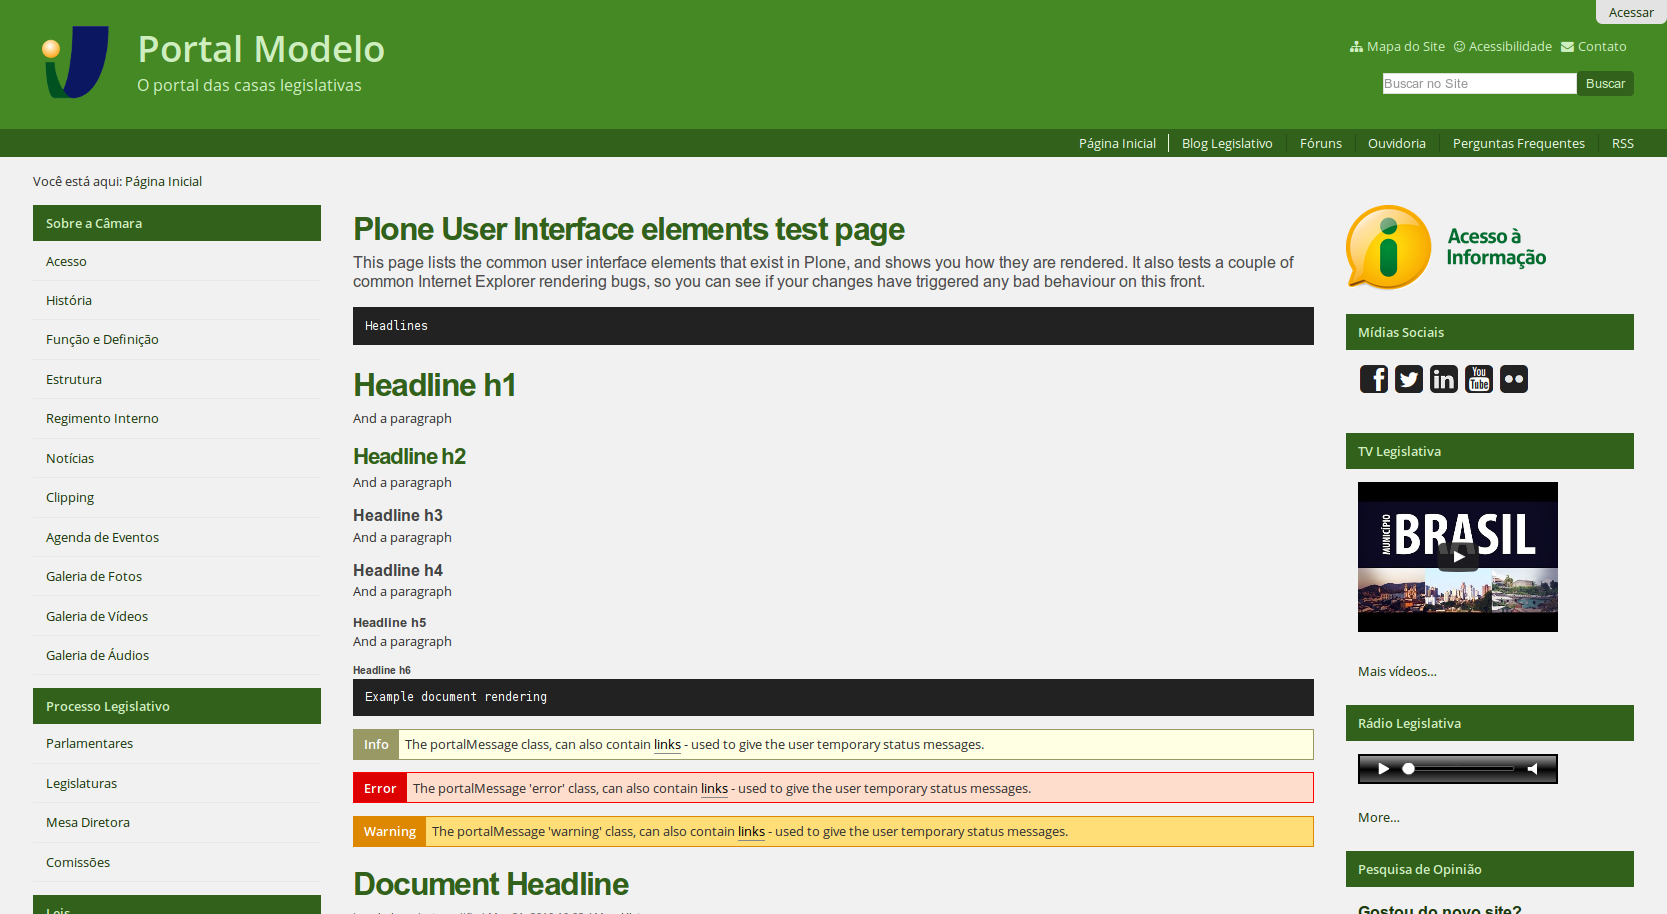 Acessar
Portal Modelo
O portal das casas legislativas
Mapa do Site Acessibilidade Contato
Buscar no Site Buscar
Página Inicial Blog Legislativo Fóruns Ouvidoria Perguntas Frequentes RSS
Você está aqui: Página Inicial
Sobre a Câmara
Acesso
História
Função e Definição
Estrutura
Regimento Interno
Notícias
Clipping
Agenda de Eventos
Galeria de Fotos
Galeria de Vídeos
Galeria de Áudios
Processo Legislativo
Parlamentares
Legislaturas
Mesa Diretora
Comissões
Leis
Plone User Interface elements test page
This page lists the common user interface elements that exist in Plone, and shows you how they are rendered. It also tests a couple of
common Internet Explorer rendering bugs, so you can see if your changes have triggered any bad behaviour on this front.
Headlines
Headline h1
And a paragraph
Headline h2
And a paragraph
Headline h3
And a paragraph
Headline h4
And a paragraph
Headline h5
And a paragraph
Headline h6
Example document rendering
Info The portalMessage class, can also contain links - used to give the user temporary status messages.
Error The portalMessage 'error' class, can also contain links - used to give the user temporary status messages.
Warning The portalMessage 'warning' class, can also contain links - used to give the user temporary status messages.
Document Headline
Acesso à
Informação
Mídias Sociais
You
Tube
TV Legislativa
MUNICÍPIO
BRASIL
Mais vídeos...
Rádio Legislativa
More...
Pesquisa de Opinião
Gostou do novo site?